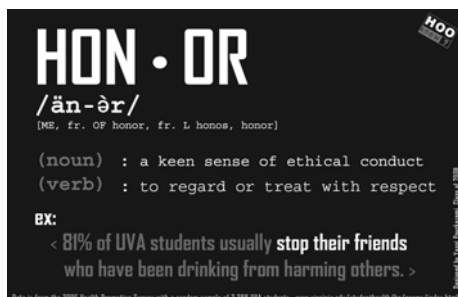 HOO
KNEW?
HON • OR
/än-ə̀r/
[ME, fr. OF honor, fr. L honos, honor]
(noun) : a keen sense of ethical conduct
(verb) : to regard or treat with respect
ex:
< 81% of UVA students usually stop their friends
who have been drinking from harming others. >